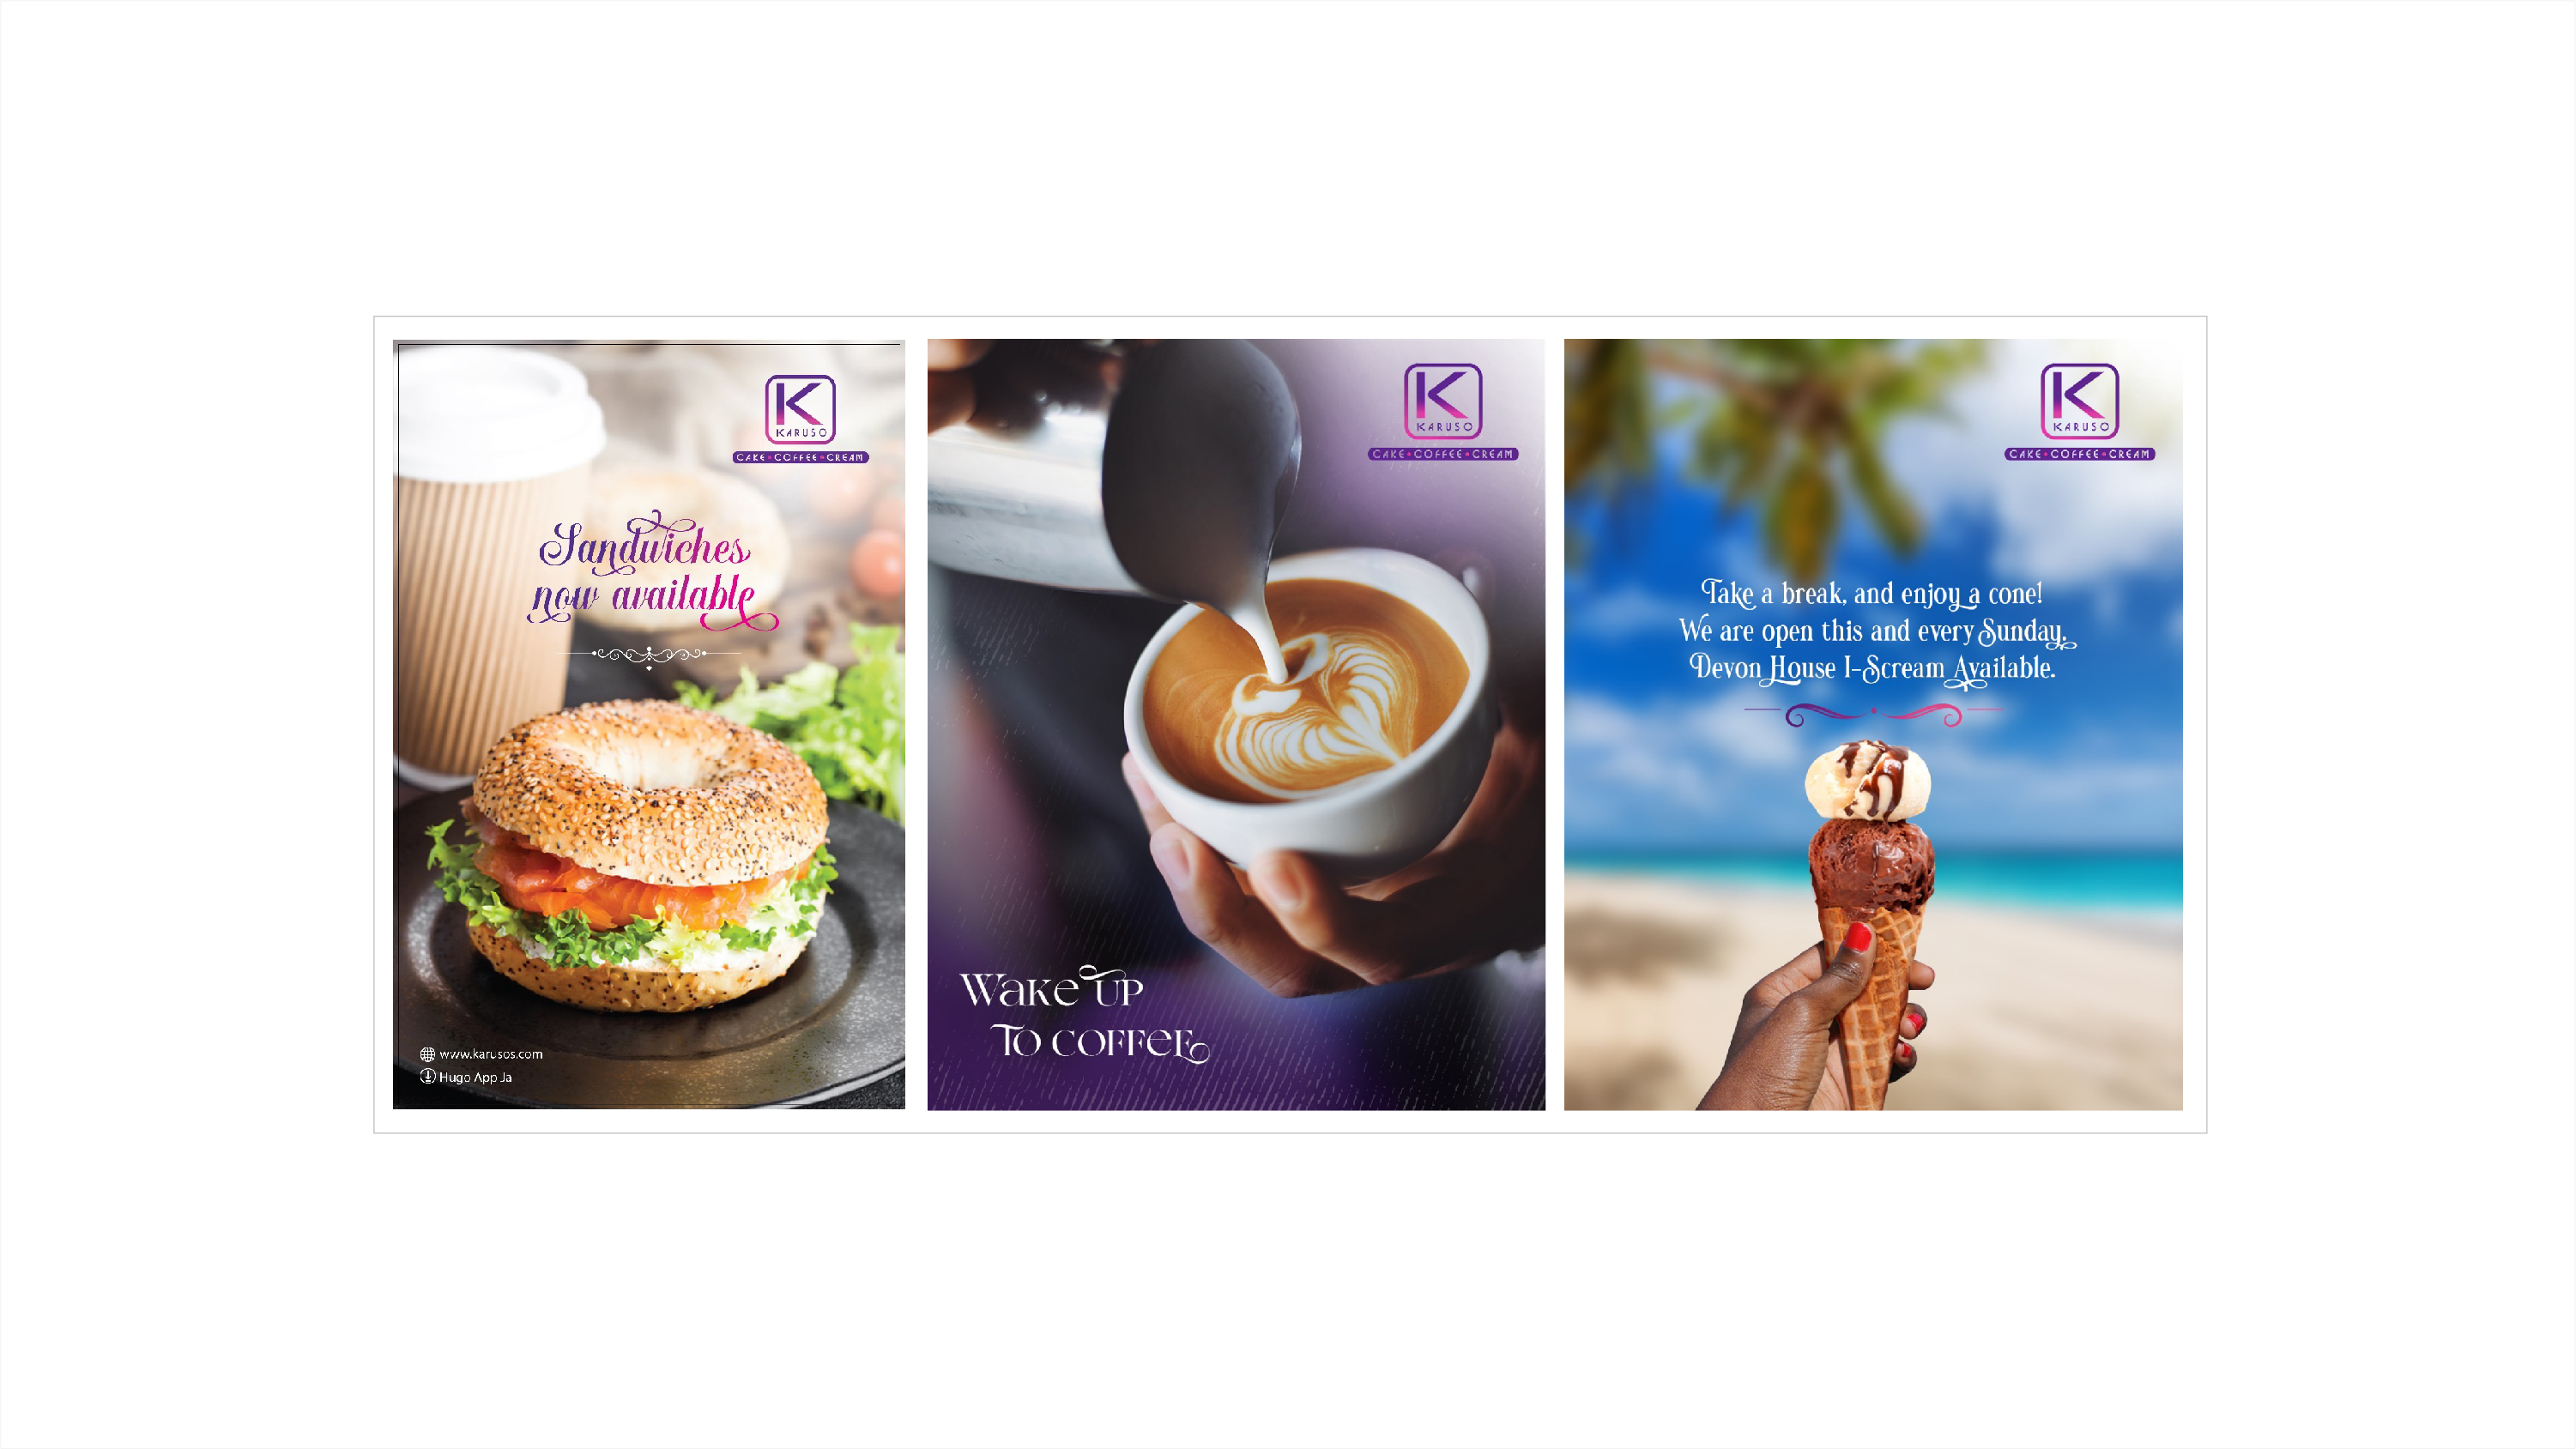 K
KARUSO
CAKE•COFFEE•CREAM
Sandwiches
now available
www.karusos.com
Hugo App Ja
K
KARUSO
CAKE•COFFEE•CREAM
Wake up
To coffee
K
KARUSO
CAKE•COFFEE•CREAM
Take a break, and enjoy a cone!
We are open this and every Sunday.
Devon House I-Scream Available.